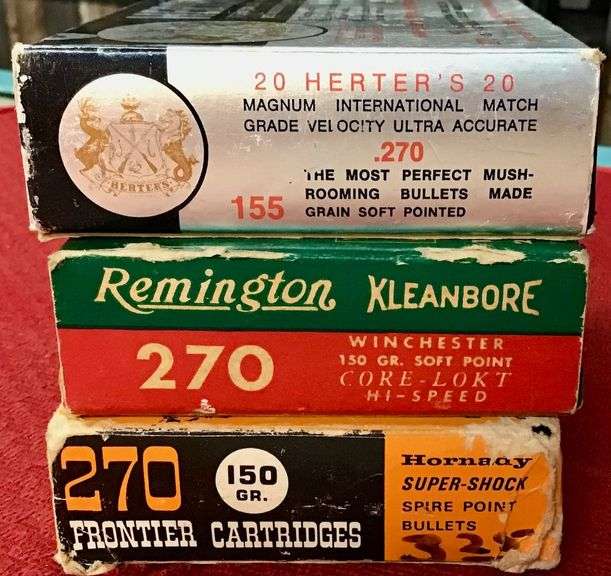 20 HERTER'S 20
MAGNUM INTERNATIONAL MATCH
GRADE VELOCITY ULTRA ACCURATE
.270
THE MOST PERFECT MUSH-
ROOMING BULLETS MADE
155 GRAIN SOFT POINTED
HERTER'S
Remington KLEANBORE
270
WINCHESTER
150 GR. SOFT POINT
CORE-LOKT
HI-SPEED
270
150
GR.
FRONTIER CARTRIDGES
Hornady
SUPER-SHOCK
SPIRE POINT
BULLETS